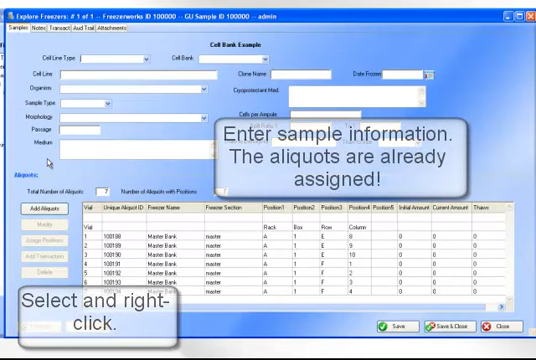 Explore Freezers: # 1 of 1 -- Freezerworks ID 100000 -- GU Sample ID 100000 -- admin
Samples Notes Transact Aud Trail Attachments
Cell Bank Example
Cell Line Type Cell Bank
Cell Line Clone Name Date Frozen
Organism Cryoprotectant Med.
Sample Type
Morphology Cells per Ampule
Passage
Medium
Enter sample information.
The aliquots are already
assigned!
Aliquots:
Total Number of Aliquots 7 Number of Aliquots with Positions 7
Add Aliquots Vial Unique Aliquot ID Freezer Name Freezer Section Position1 Position2 Position3 Position4 Position5 Initial Amount Current Amount Thaws
Modify Vial Rack Box Row Column
Assign Positions 1 100188 Master Bank master A 1 E 8 0 0 0
2 100189 Master Bank master A 1 E 9 0 0 0
Add Transaction 3 100190 Master Bank master A 1 E 10 0 0 0
4 100191 Master Bank master A 1 F 1 0 0 0
Delete 5 100192 Master Bank master A 1 F 2 0 0 0
100193 Master Bank master A 1 F 3 0 0 0
master A 1 F 4 0 0 0
Select and right-
click.
Save Save & Close Close